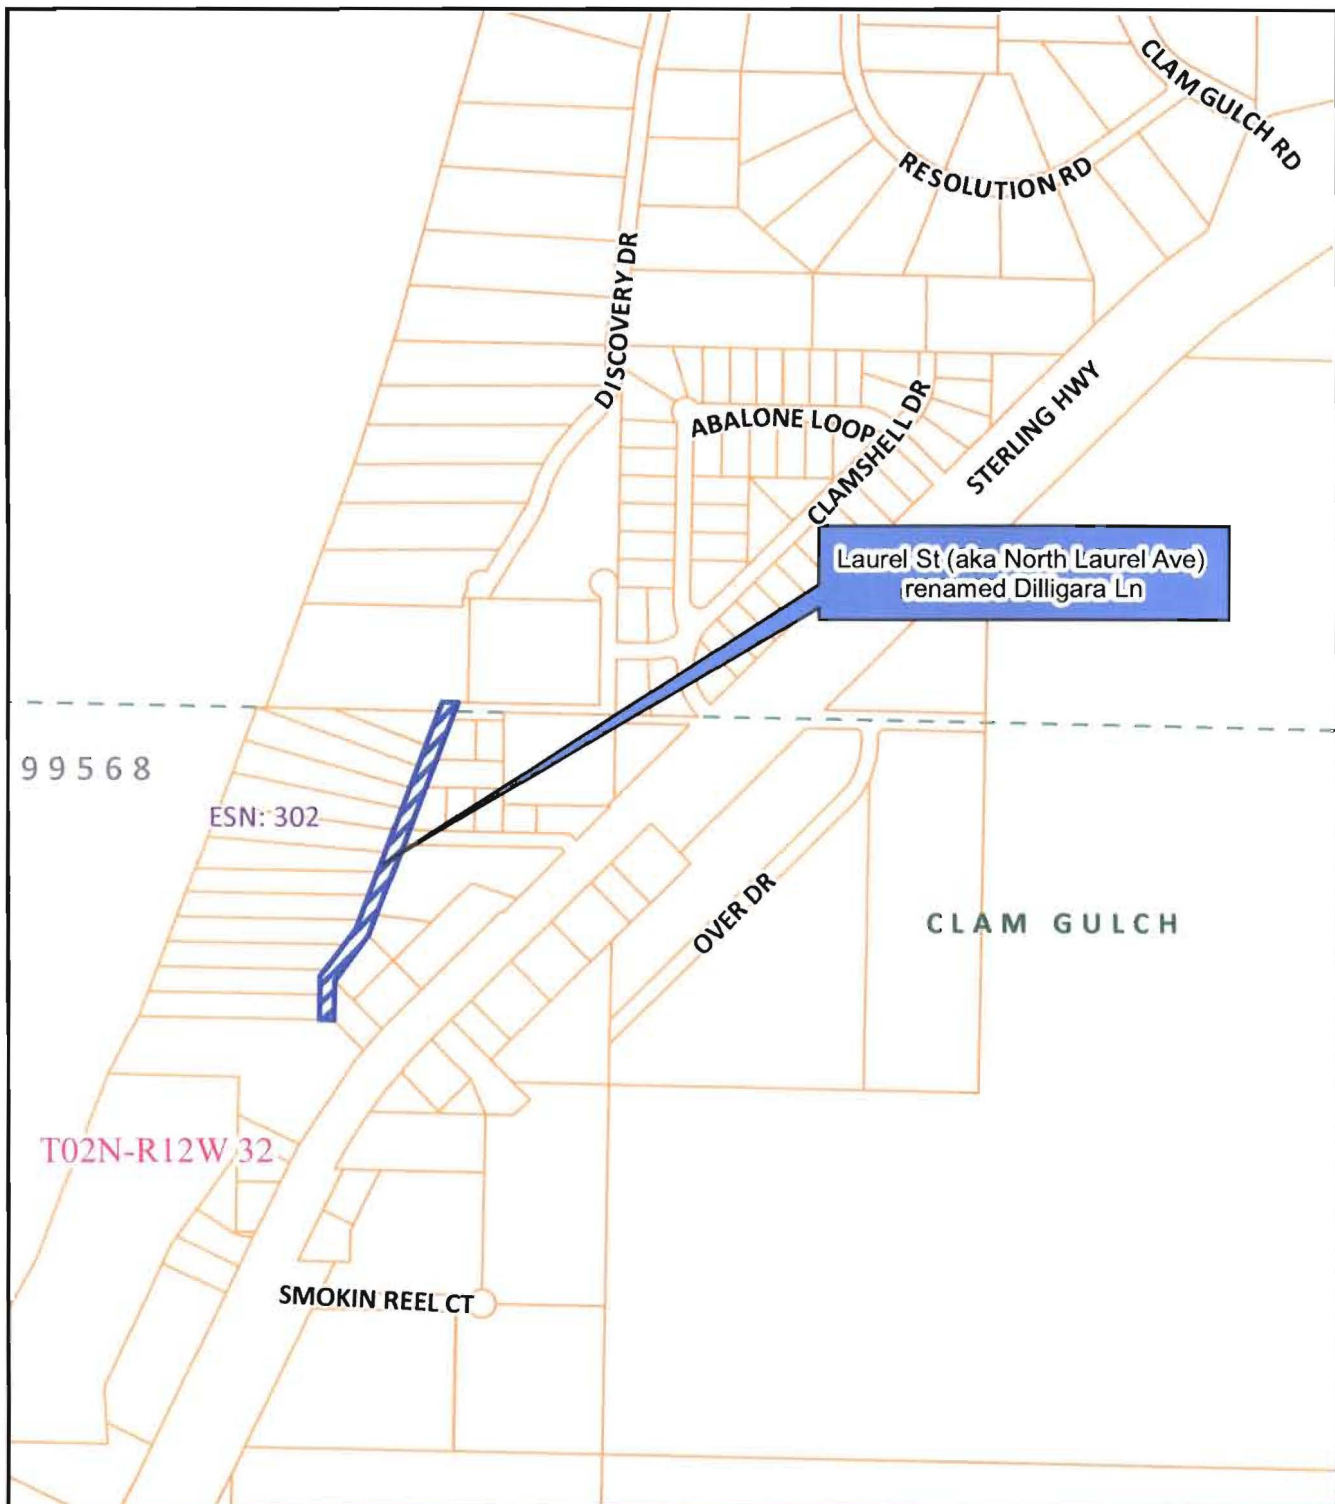 CLAM GULCH RD
RESOLUTION RD
DISCOVERY DR
ABALONE LOOP
CLAMSHELL DR
STERLING HWY
Laurel St (aka North Laurel Ave)
renamed Dilligara Ln
99568
ESN: 302
OVER DR
CLAM GULCH
T02N-R12W 32
SMOKIN REEL CT